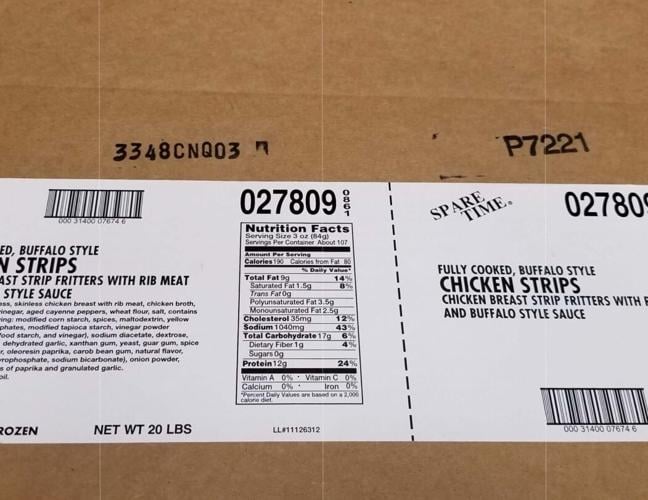 3348CNQ03
P7221
000 31400 07674 6
ED, BUFFALO STYLE
N STRIPS
AST STRIP FRITTERS WITH RIB MEAT
STYLE SAUCE
ss, skinless chicken breast with rib meat, chicken broth,
vinegar, aged cayenne peppers, wheat flour, salt, contains
ving: modified corn starch, spices, maltodextrin, yellow
phates, modified tapioca starch, vinegar powder
food starch, and vinegar), sodium diacetate, dextrose,
dehydrated garlic, xanthan gum, yeast, guar gum, spice
r, oleoresin paprika, carob bean gum, natural flavor,
yrophosphate, sodium bicarbonate), onion powder,
s of paprika and granulated garlic.
oil.
ROZEN
NET WT 20 LBS
027809
0861
Nutrition Facts
Serving Size 3 oz (84g)
Servings Per Container About 107
Amount Per Serving
Calories 190 Calories from Fat 80
% Daily Value*
Total Fat 9g 14%
Saturated Fat 1.5g 8%
Trans Fat 0g
Polyunsaturated Fat 3.5g
Monounsaturated Fat 2.5g
Cholesterol 35mg 12%
Sodium 1040mg 43%
Total Carbohydrate 17g 6%
Dietary Fiber 1g 4%
Sugars 0g
Protein 12g 24%
Vitamin A 0% · Vitamin C 0%
Calcium 0% · Iron 0%
*Percent Daily Values are based on a 2,000
calorie diet.
LL#11126312
SPARE
TIME®
027809
FULLY COOKED, BUFFALO STYLE
CHICKEN STRIPS
CHICKEN BREAST STRIP FRITTERS WITH R
AND BUFFALO STYLE SAUCE
000 31400 07674 6